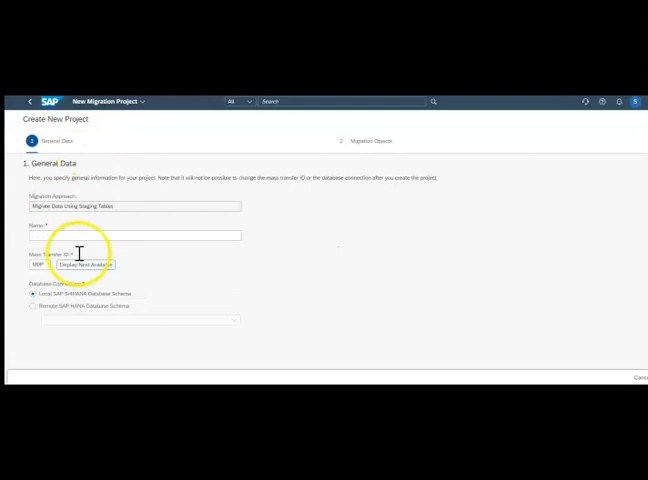 SAP New Migration Project All Search S
Create New Project
1 General Data 2 Migration Objects
1. General Data
Here, you specify general information for your project. Note that it will not be possible to change the mass transfer ID or the database connection after you create the project.
Migration Approach:
Migrate Data Using Staging Tables
Name:*
Mass Transfer ID:*
MDP Display Next Available
Database Connection:*
Local SAP S/4HANA Database Schema
Remote SAP HANA Database Schema
Cance